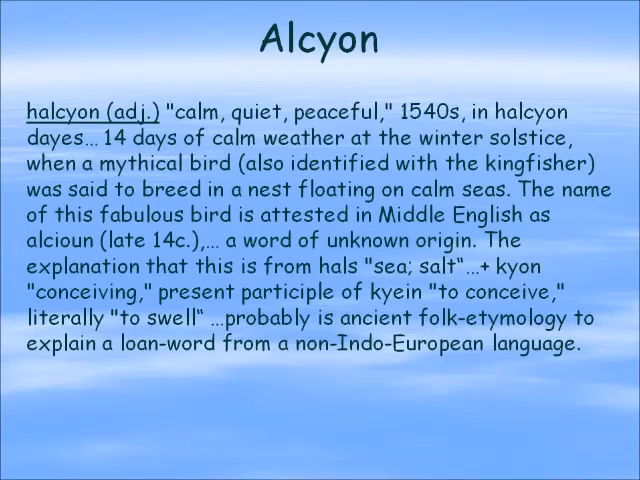 Alcyon
halcyon (adj.) "calm, quiet, peaceful," 1540s, in halcyon
dayes… 14 days of calm weather at the winter solstice,
when a mythical bird (also identified with the kingfisher)
was said to breed in a nest floating on calm seas. The name
of this fabulous bird is attested in Middle English as
alcioun (late 14c.),… a word of unknown origin. The
explanation that this is from hals "sea; salt“…+ kyon
"conceiving," present participle of kyein "to conceive,"
literally "to swell“ …probably is ancient folk-etymology to
explain a loan-word from a non-Indo-European language.